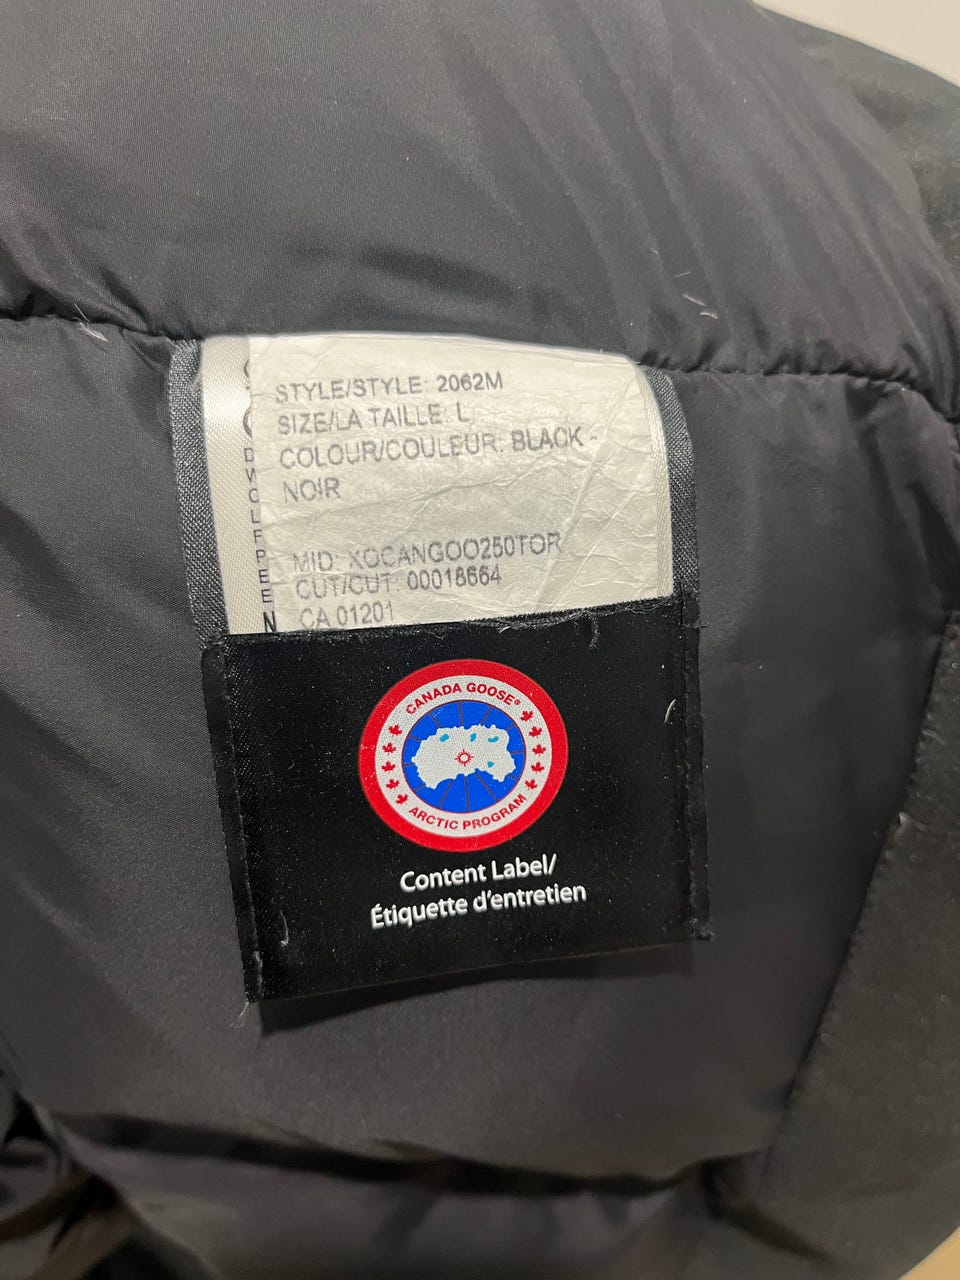 STYLE/STYLE: 2062M
SIZE/LA TAILLE: L
COLOUR/COULEUR: BLACK -
NOIR
MID: XOCANGOO250TOR
CUT/CUT: 00018664
CA 01201
CANADA GOOSE®
ARCTIC PROGRAM
Content Label/
Étiquette d'entretien